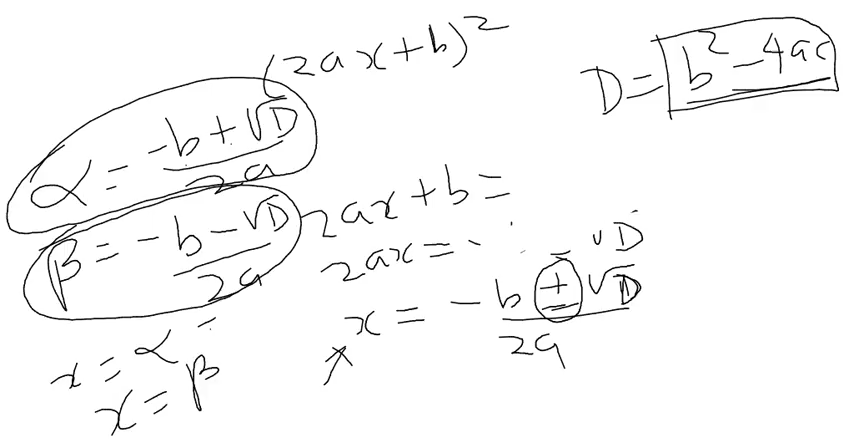 (2ax+b)²
D = b²-4ac
α = (-b+√D)/2a
β = (-b-√D)/2a
2ax+b =
2ax = - √D
x = (-b±√D)/2a
x = α
x = β